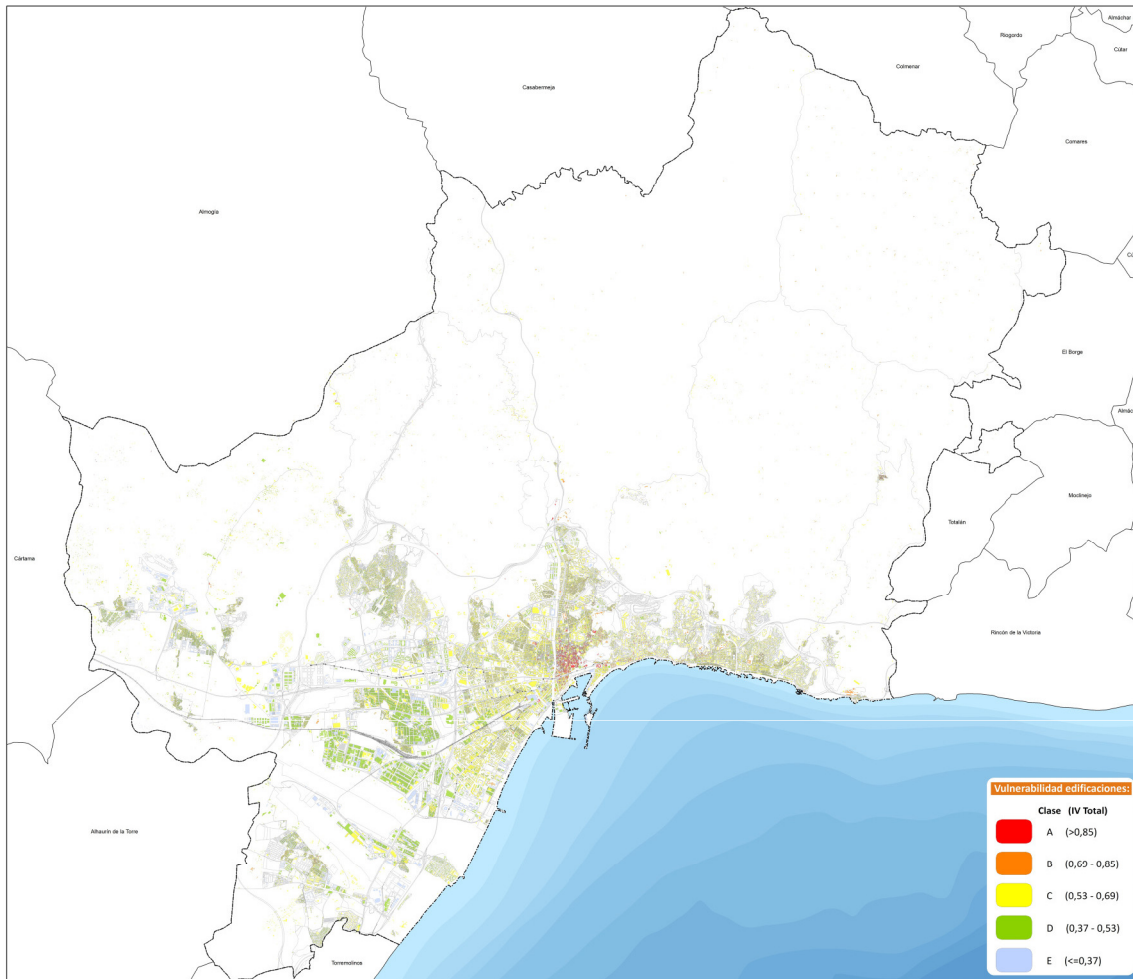 Almáchar
Riogordo
Cútar
Colmenar
Casabermeja
Comares
Almogía
El Borge
Moclinejo
Totalán
Cártama
Rincón de la Victoria
Alhaurín de la Torre
Torremolinos
Vulnerabilidad edificaciones:
Clase (IV Total)
A (>0,85)
B (0,69 - 0,85)
C (0,53 - 0,69)
D (0,37 - 0,53)
E (<=0,37)